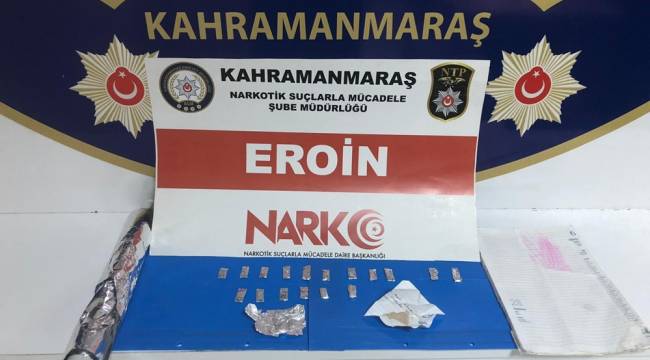 KAHRAMANMARAŞ
KAHRAMANMARAŞ
NARKOTİK SUÇLARLA MÜCADELE
ŞUBE MÜDÜRLÜĞÜ
NTP
EROİN
NARKO
NARKOTİK SUÇLARLA MÜCADELE DAİRE BAŞKANLIĞI